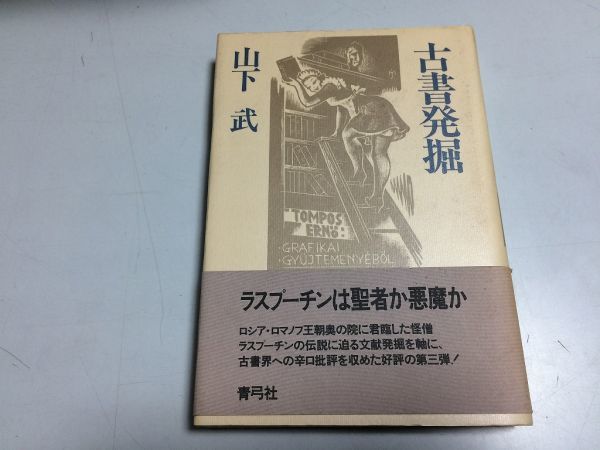 古書発掘
山下 武
TOMPOS
ERNŐ:
·GRAFIKAI
·GYŰJTEMÉNYÉBŐL
ラスプーチンは聖者か悪魔か
ロシア・ロマノフ王朝奥の院に君臨した怪僧
ラスプーチンの伝説に迫る文献発掘を軸に、
古書界への辛口批評を収めた好評の第三弾!
青弓社